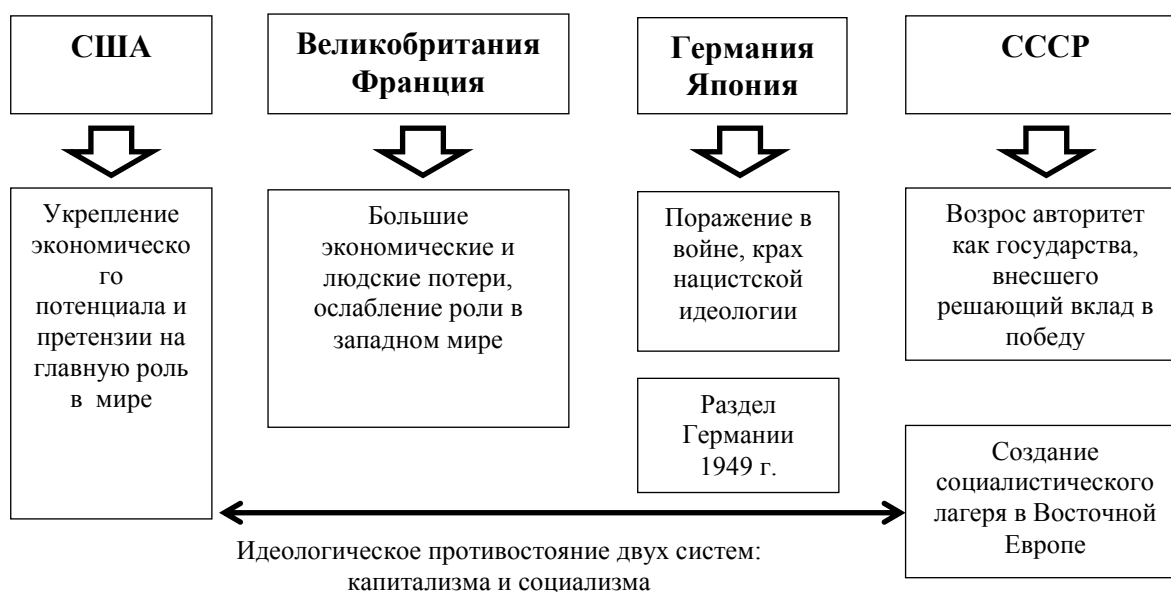 США
Великобритания
Франция
Германия
Япония
СССР
Укрепление
экономическо
го
потенциала и
претензии на
главную роль
в мире
Большие
экономические и
людские потери,
ослабление роли в
западном мире
Поражение в
войне, крах
нацистской
идеологии
Возрос авторитет
как государства,
внесшего
решающий вклад в
победу
Раздел
Германии
1949 г.
Создание
социалистического
лагеря в Восточной
Европе
Идеологическое противостояние двух систем:
капитализма и социализма